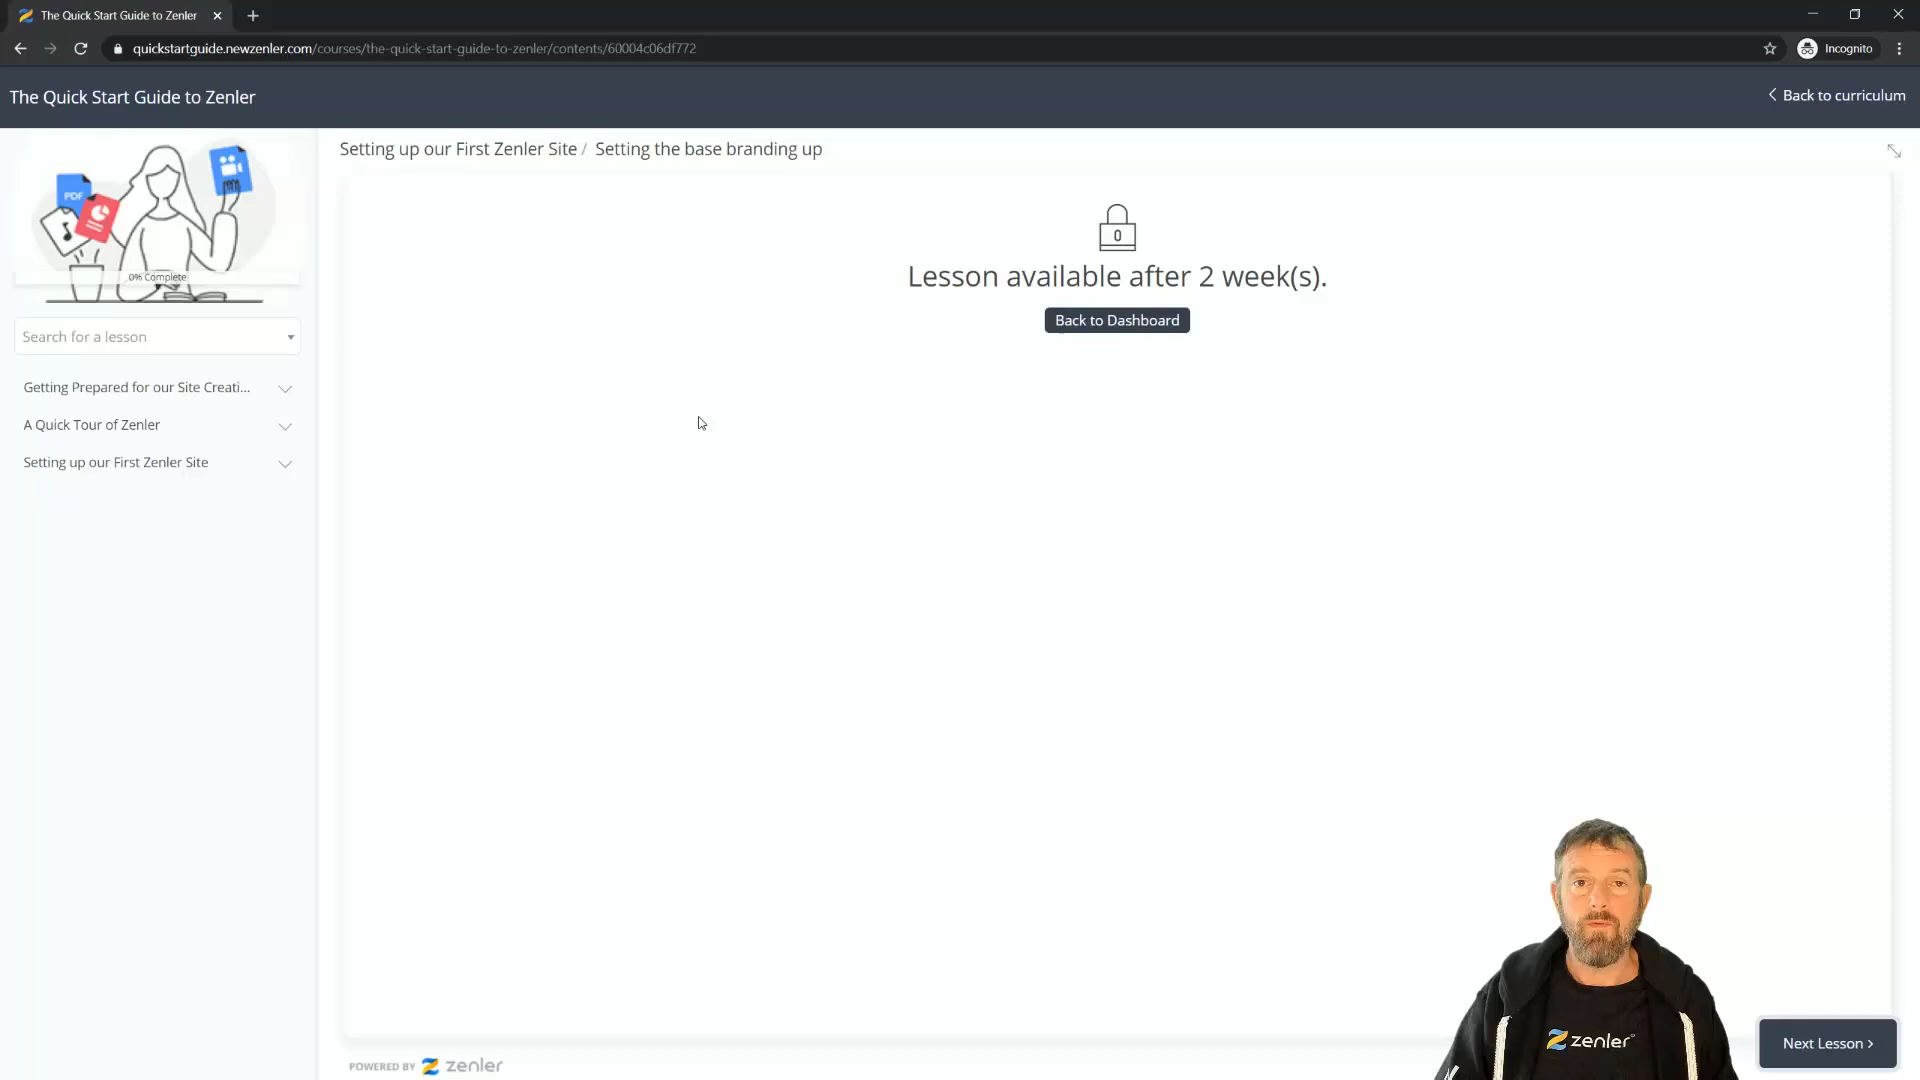 The Quick Start Guide to Zenler
quickstartguide.newzenler.com/courses/the-quick-start-guide-to-zenler/contents/60004c06df772
Incognito
The Quick Start Guide to Zenler
Back to curriculum
PDF
0% Complete
Setting up our First Zenler Site / Setting the base branding up
0
Lesson available after 2 week(s).
Back to Dashboard
Search for a lesson
Getting Prepared for our Site Creati...
A Quick Tour of Zenler
Setting up our First Zenler Site
zenler
Next Lesson >
POWERED BY zenler